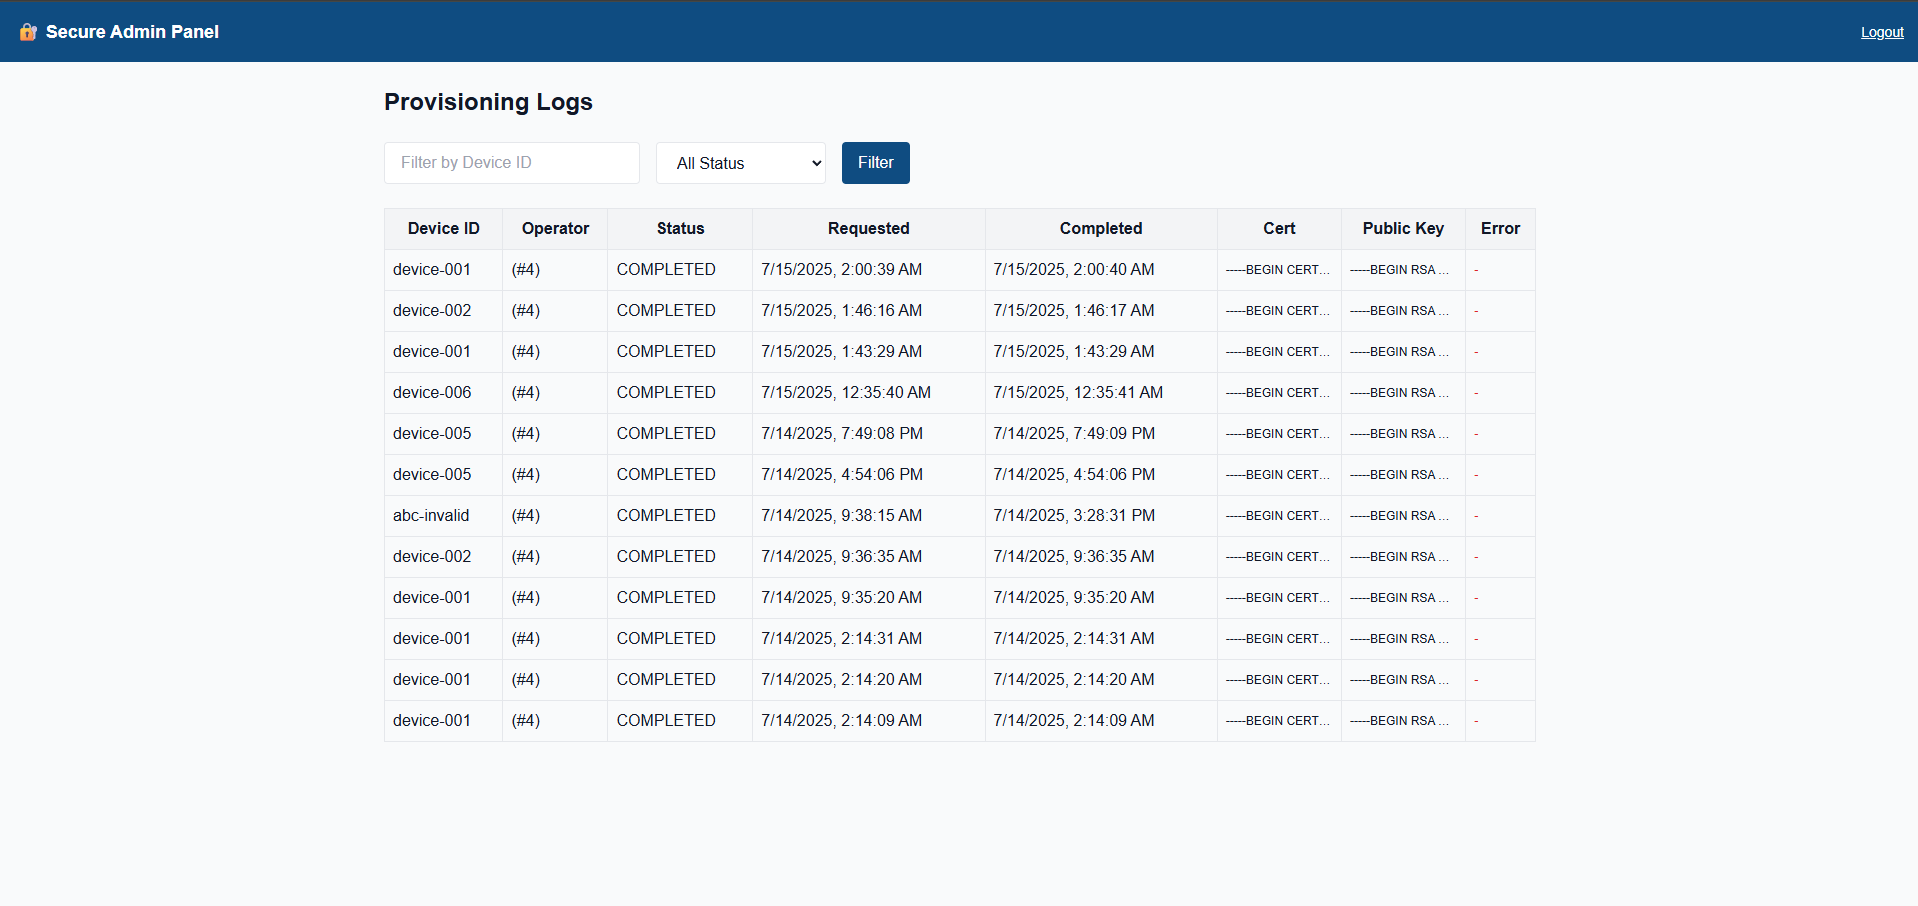 🔐 Secure Admin Panel Logout
Provisioning Logs
Filter by Device ID All Status Filter
Device ID Operator Status Requested Completed Cert Public Key Error
device-001 (#4) COMPLETED 7/15/2025, 2:00:39 AM 7/15/2025, 2:00:40 AM -----BEGIN CERT... -----BEGIN RSA ... -
device-002 (#4) COMPLETED 7/15/2025, 1:46:16 AM 7/15/2025, 1:46:17 AM -----BEGIN CERT... -----BEGIN RSA ... -
device-001 (#4) COMPLETED 7/15/2025, 1:43:29 AM 7/15/2025, 1:43:29 AM -----BEGIN CERT... -----BEGIN RSA ... -
device-006 (#4) COMPLETED 7/15/2025, 12:35:40 AM 7/15/2025, 12:35:41 AM -----BEGIN CERT... -----BEGIN RSA ... -
device-005 (#4) COMPLETED 7/14/2025, 7:49:08 PM 7/14/2025, 7:49:09 PM -----BEGIN CERT... -----BEGIN RSA ... -
device-005 (#4) COMPLETED 7/14/2025, 4:54:06 PM 7/14/2025, 4:54:06 PM -----BEGIN CERT... -----BEGIN RSA ... -
abc-invalid (#4) COMPLETED 7/14/2025, 9:38:15 AM 7/14/2025, 3:28:31 PM -----BEGIN CERT... -----BEGIN RSA ... -
device-002 (#4) COMPLETED 7/14/2025, 9:36:35 AM 7/14/2025, 9:36:35 AM -----BEGIN CERT... -----BEGIN RSA ... -
device-001 (#4) COMPLETED 7/14/2025, 9:35:20 AM 7/14/2025, 9:35:20 AM -----BEGIN CERT... -----BEGIN RSA ... -
device-001 (#4) COMPLETED 7/14/2025, 2:14:31 AM 7/14/2025, 2:14:31 AM -----BEGIN CERT... -----BEGIN RSA ... -
device-001 (#4) COMPLETED 7/14/2025, 2:14:20 AM 7/14/2025, 2:14:20 AM -----BEGIN CERT... -----BEGIN RSA ... -
device-001 (#4) COMPLETED 7/14/2025, 2:14:09 AM 7/14/2025, 2:14:09 AM -----BEGIN CERT... -----BEGIN RSA ... -